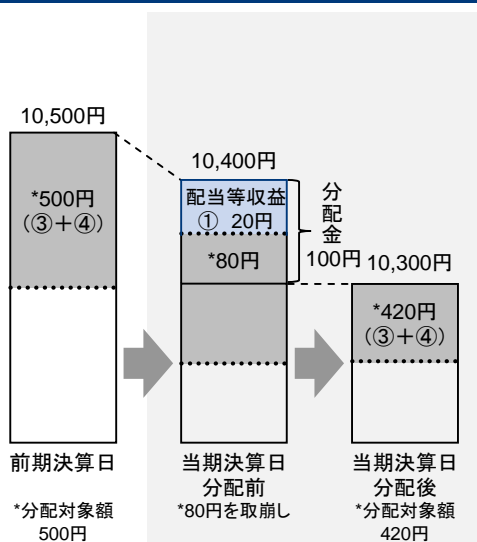 10,500円
*500円
（③＋④）
前期決算日
*分配対象額
500円
10,400円
配当等収益
① 20円
*80円
分配金
100円
当期決算日
分配前
*80円を取崩し
10,300円
*420円
（③＋④）
当期決算日
分配後
*分配対象額
420円